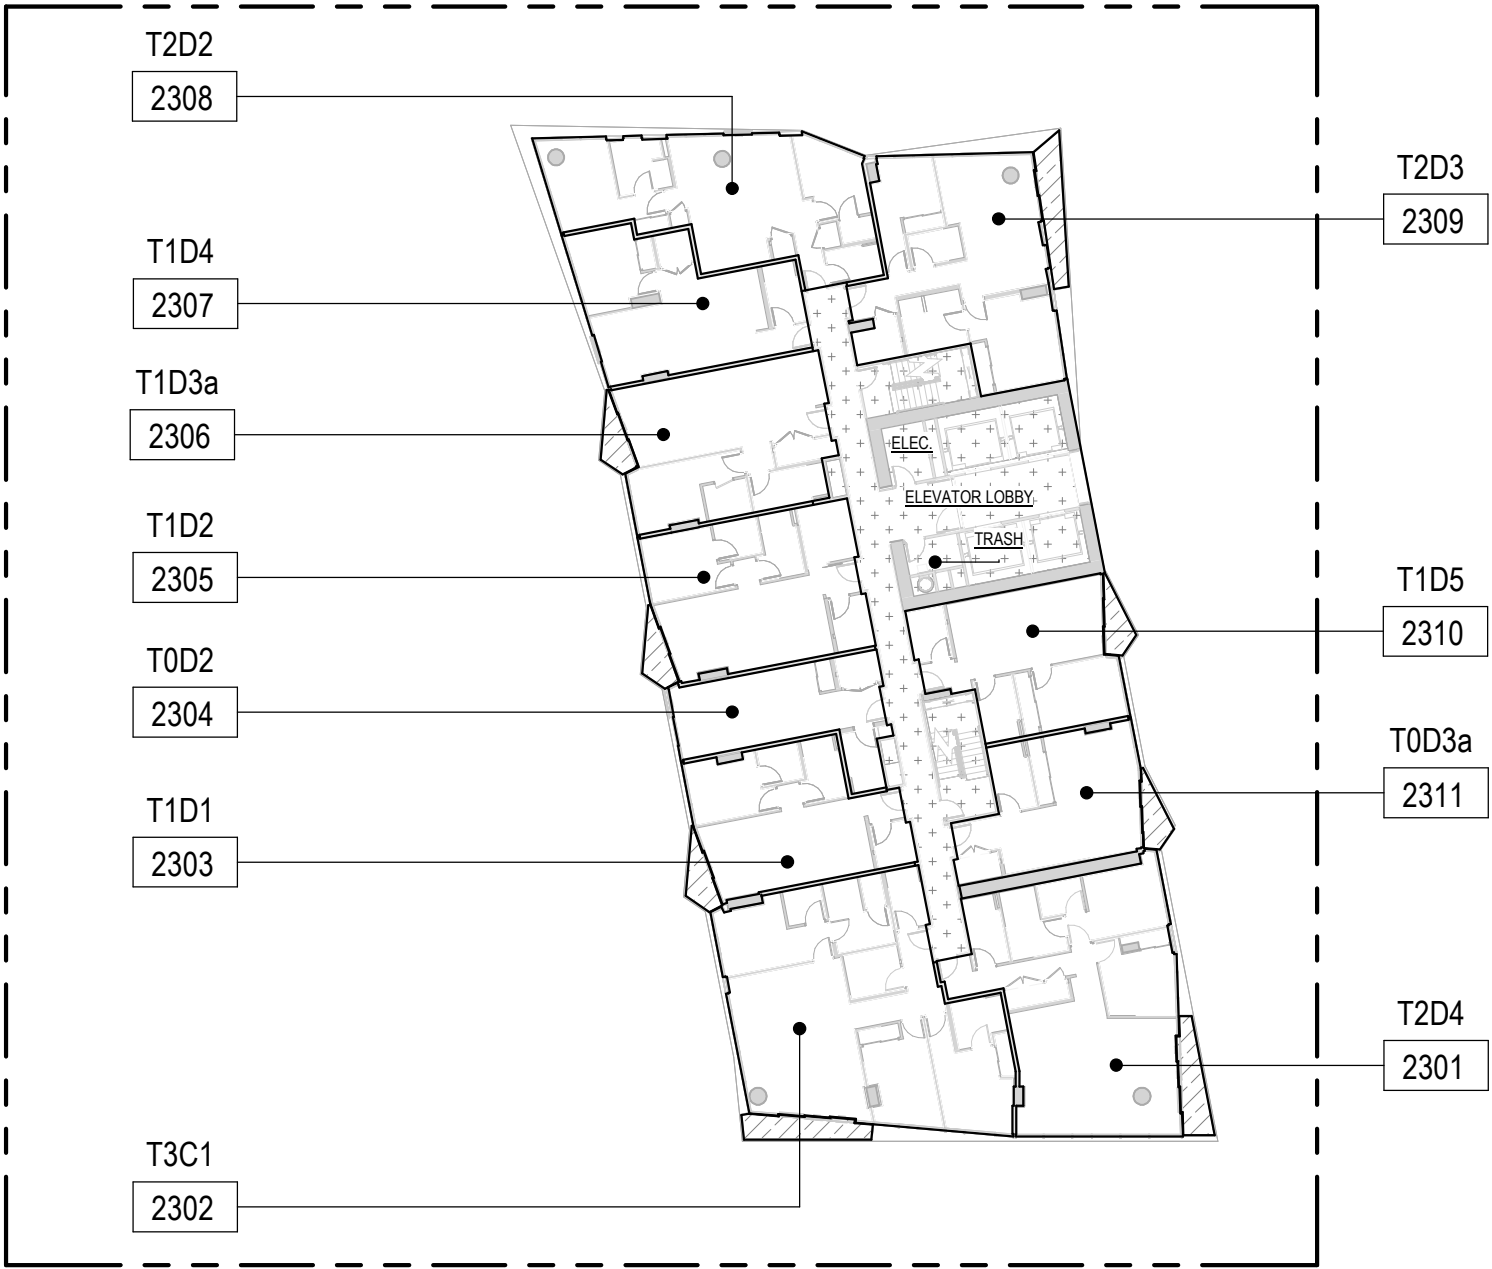 T2D2
2308
T2D3
2309
T1D4
2307
T1D3a
2306
ELEC.
ELEVATOR LOBBY
T1D2
2305
TRASH
T1D5
2310
T0D2
2304
T0D3a
2311
T1D1
2303
T2D4
2301
T3C1
2302